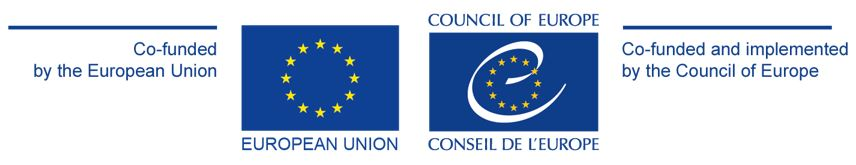 Co-funded
by the European Union
EUROPEAN UNION
COUNCIL OF EUROPE
CONSEIL DE L'EUROPE
Co-funded and implemented
by the Council of Europe